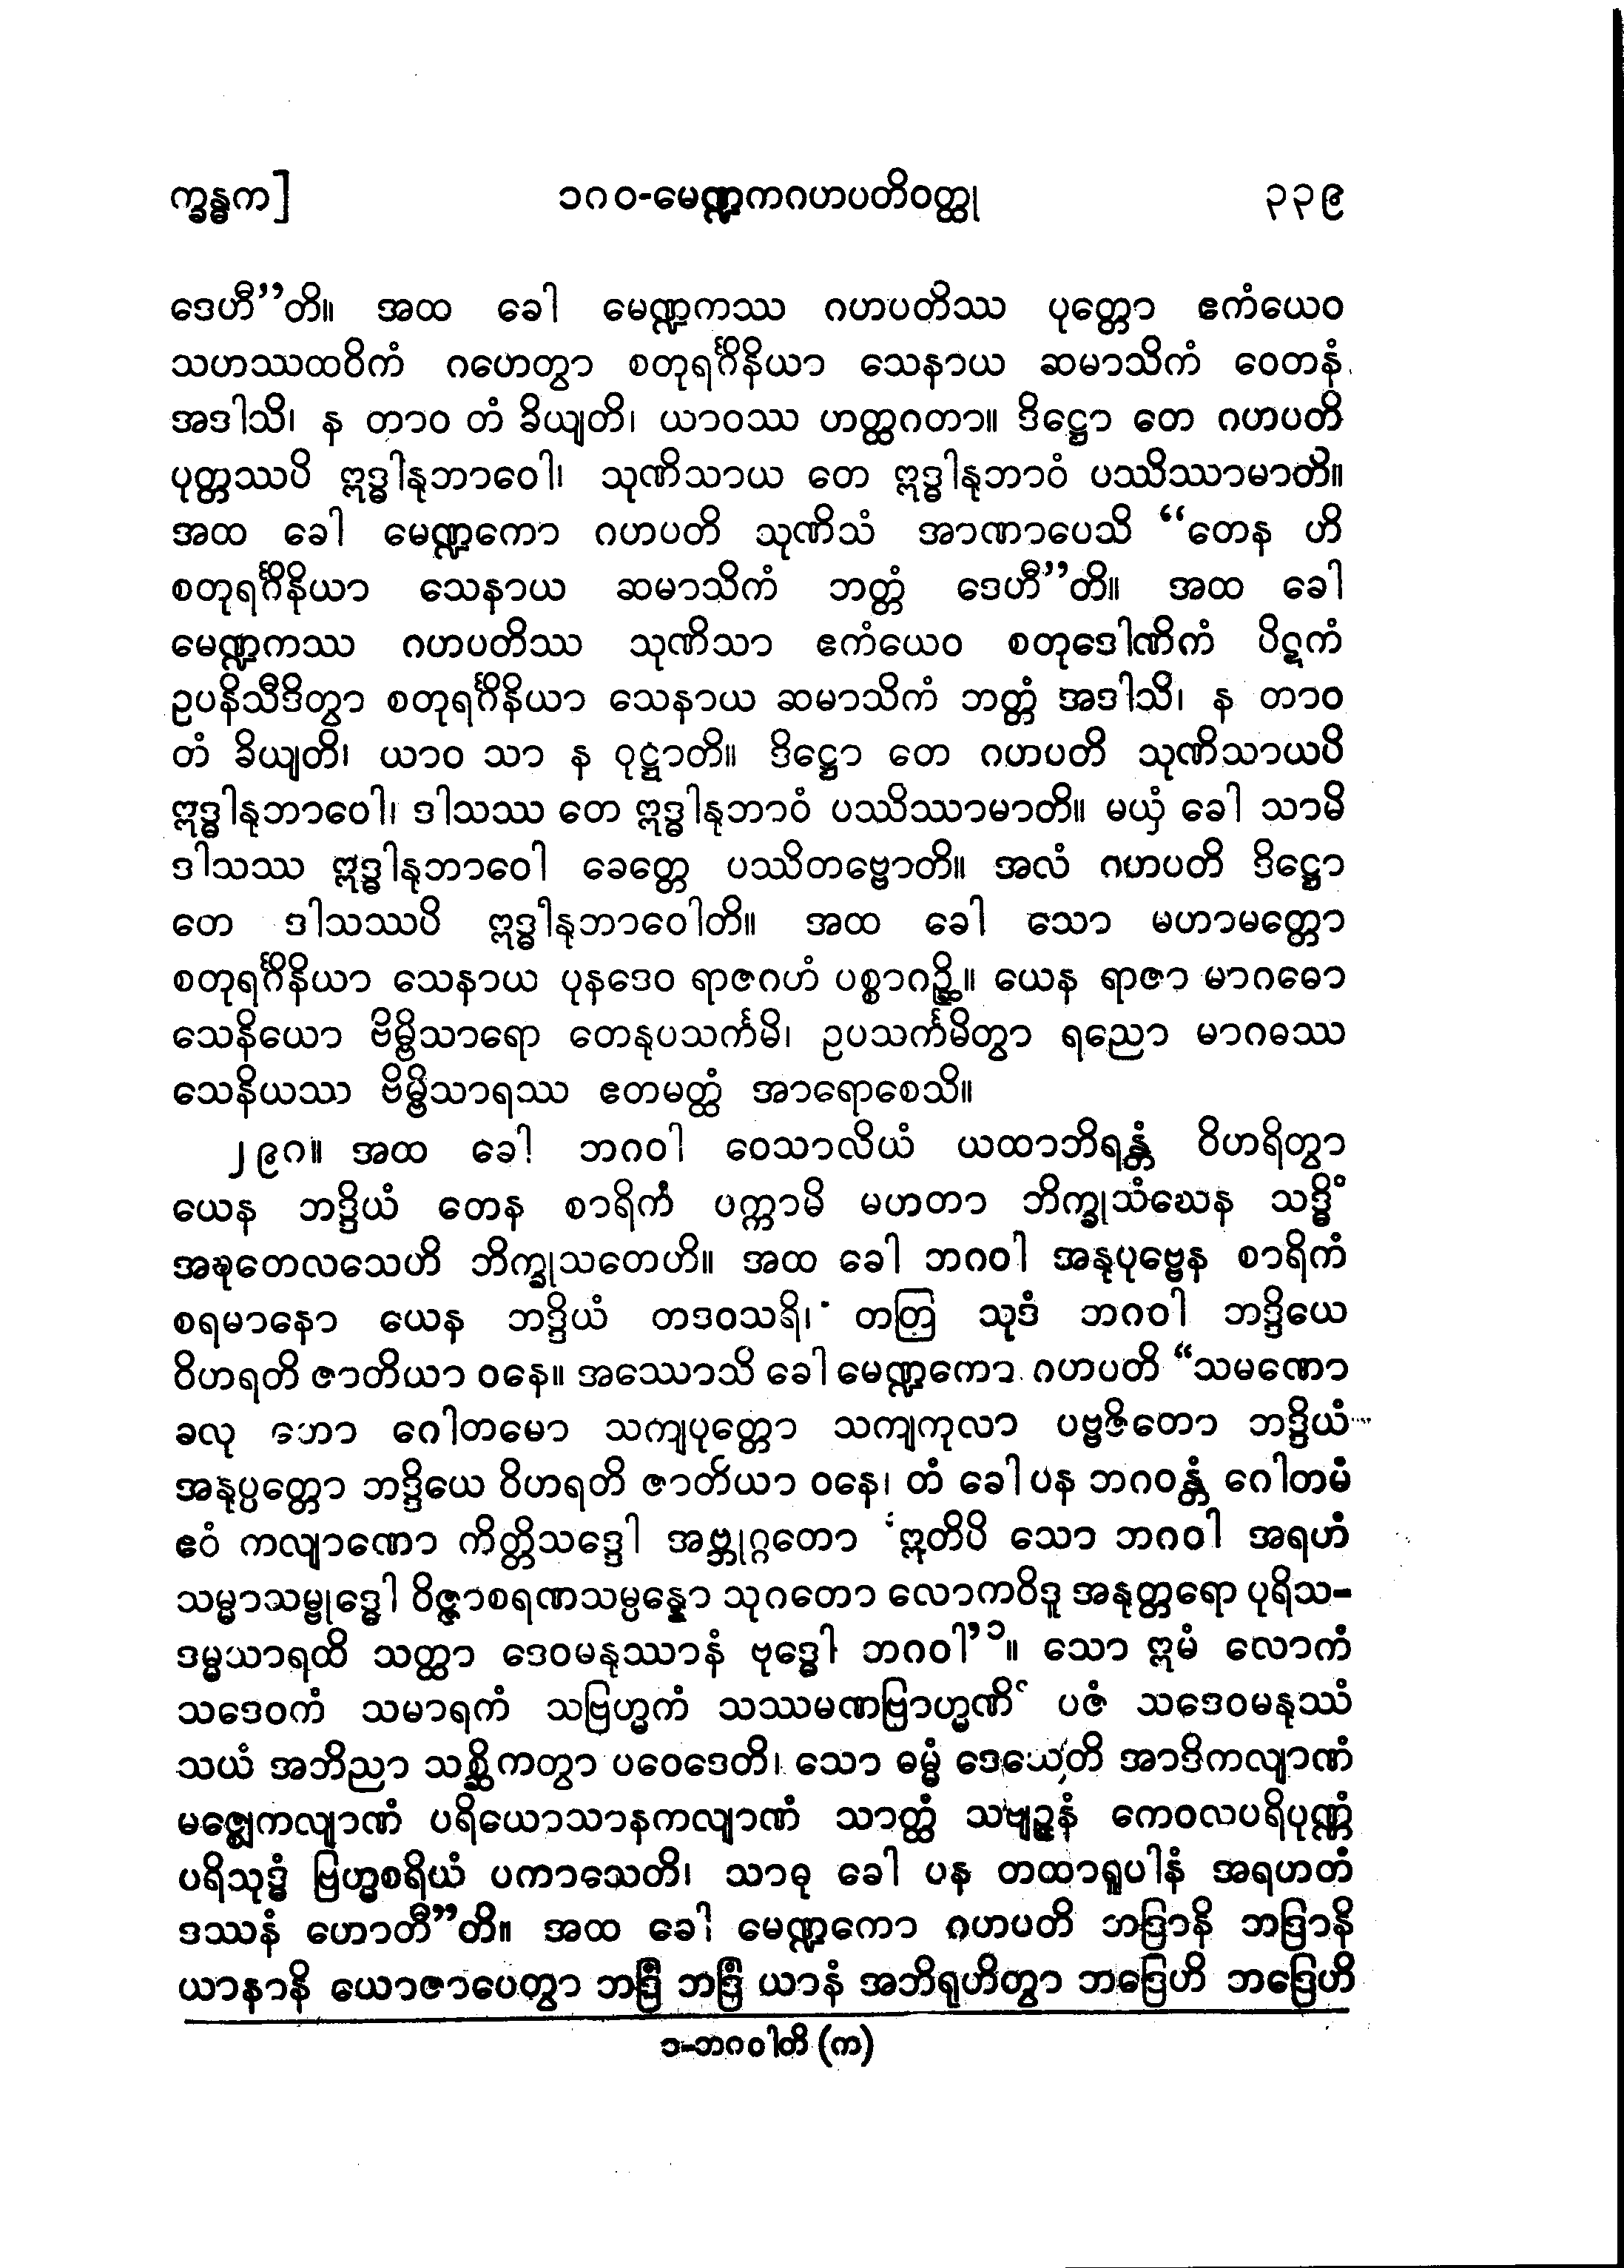 က္ခန္ဓက] ၁၇၀-မေဏ္ဍကဂဟပတိဝတ္ထု ၃၃၉
ဒေဟီ”တိ။ အထ ခေါ မေဏ္ဍကဿ ဂဟပတိဿ ပုတ္တော ဧကံယေဝ
သဟဿထဝိကံ ဂဟေတွာ စတုရင်္ဂိနိယာ သေနာယ ဆမာသိကံ ဝေတနံ
အဒါသိ၊ န တာဝ တံ ခိယျတိ၊ ယာဝဿ ဟတ္ထဂတာ။ ဒိဋ္ဌော တေ ဂဟပတိ
ပုတ္တဿပိ ဣဒ္ဓါနုဘာဝေါ၊ သုဏိသာယ တေ ဣဒ္ဓါနုဘာဝံ ပဿိဿာမာတိ။
အထ ခေါ မေဏ္ဍကော ဂဟပတိ သုဏိသံ အာဏာပေသိ “တေန ဟိ
စတုရင်္ဂိနိယာ သေနာယ ဆမာသိကံ ဘတ္တံ ဒေဟီ”တိ။ အထ ခေါ
မေဏ္ဍကဿ ဂဟပတိဿ သုဏိသာ ဧကံယေဝ စတုဒေါဏိကံ ပိဋကံ
ဥပနိသီဒိတွာ စတုရင်္ဂိနိယာ သေနာယ ဆမာသိကံ ဘတ္တံ အဒါသိ၊ န တာဝ
တံ ခိယျတိ၊ ယာဝ သာ န ဝုဋ္ဌာတိ။ ဒိဋ္ဌော တေ ဂဟပတိ သုဏိသာယပိ
ဣဒ္ဓါနုဘာဝေါ၊ ဒါသဿ တေ ဣဒ္ဓါနုဘာဝံ ပဿိဿာမာတိ။ မယှံ ခေါ သာမိ
ဒါသဿ ဣဒ္ဓါနုဘာဝေါ ခေတ္တေ ပဿိတဗ္ဗောတိ။ အလံ ဂဟပတိ ဒိဋ္ဌော
တေ ဒါသဿပိ ဣဒ္ဓါနုဘာဝေါတိ။ အထ ခေါ သော မဟာမတ္တော
စတုရင်္ဂိနိယာ သေနာယ ပုနဒေဝ ရာဇဂဟံ ပစ္စာဂဉ္ဆိ။ ယေန ရာဇာ မာဂဓော
သေနိယော ဗိမ္ဗိသာရော တေနုပသင်္ကမိ၊ ဥပသင်္ကမိတွာ ရညော မာဂဓဿ
သေနိယဿ ဗိမ္ဗိသာရဿ ဧတမတ္ထံ အာရောစေသိ။
၂၉၇။ အထ ခေါ ဘဂဝါ ဝေသာလိယံ ယထာဘိရန္တံ ဝိဟရိတွာ
ယေန ဘဒ္ဒိယံ တေန စာရိကံ ပက္ကာမိ မဟတာ ဘိက္ခုသံဃေန သဒ္ဓိံ
အဍ္ဎတေလသေဟိ ဘိက္ခုသတေဟိ။ အထ ခေါ ဘဂဝါ အနုပုဗ္ဗေန စာရိကံ
စရမာနော ယေန ဘဒ္ဒိယံ တဒဝသရိ၊ တတြ သုဒံ ဘဂဝါ ဘဒ္ဒိယေ
ဝိဟရတိ ဇာတိယာ ဝနေ။ အဿောသိ ခေါ မေဏ္ဍကော ဂဟပတိ “သမဏော
ခလု ဘော ဂေါတမော သကျပုတ္တော သကျကုလာ ပဗ္ဗဇိတော ဘဒ္ဒိယံ
အနုပ္ပတ္တော ဘဒ္ဒိယေ ဝိဟရတိ ဇာတိယာ ဝနေ၊ တံ ခေါ ပန ဘဂဝန္တံ ဂေါတမံ
ဧဝံ ကလျာဏော ကိတ္တိသဒ္ဒေါ အဗ္ဘုဂ္ဂတော ‘ဣတိပိ သော ဘဂဝါ အရဟံ
သမ္မာသမ္ဗုဒ္ဓေါ ဝိဇ္ဇာစရဏသမ္ပန္နော သုဂတော လောကဝိဒူ အနုတ္တရော ပုရိသ-
ဒမ္မသာရထိ သတ္ထာ ဒေဝမနုဿာနံ ဗုဒ္ဓေါ ဘဂဝါ’၁။ သော ဣမံ လောကံ
သဒေဝကံ သမာရကံ သဗြဟ္မကံ သဿမဏဗြာဟ္မဏိံ ပဇံ သဒေဝမနုဿံ
သယံ အဘိညာ သစ္ဆိကတွာ ပဝေဒေတိ၊ သော ဓမ္မံ ဒေသေတိ အာဒိကလျာဏံ
မဇ္ဈေကလျာဏံ ပရိယောသာနကလျာဏံ သာတ္ထံ သဗျဉ္ဇနံ ကေဝလပရိပုဏ္ဏံ
ပရိသုဒ္ဓံ ဗြဟ္မစရိယံ ပကာသေတိ၊ သာဓု ခေါ ပန တထာရူပါနံ အရဟတံ
ဒဿနံ ဟောတီ”တိ။ အထ ခေါ မေဏ္ဍကော ဂဟပတိ ဘဒြာနိ ဘဒြာနိ
ယာနာနိ ယောဇာပေတွာ ဘဒြံ ဘဒြံ ယာနံ အဘိရုဟိတွာ ဘဒြေဟိ ဘဒြေဟိ
၁-ဘဂဝါတိ (က)